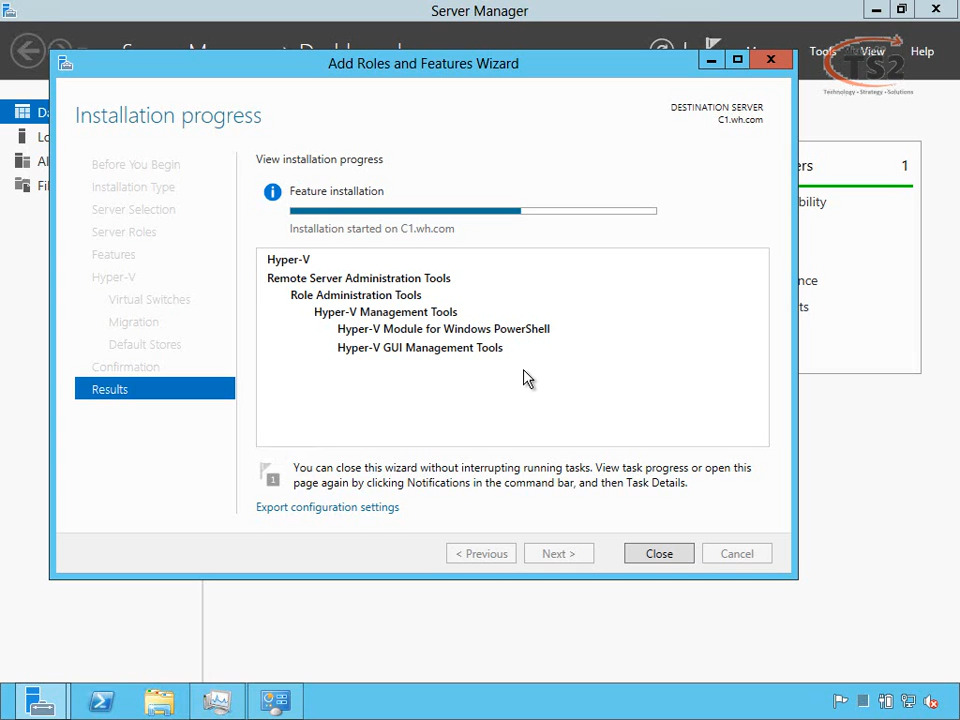 Server Manager
Tools
View
Help
TS2
Technology • Strategy • Solutions
Add Roles and Features Wizard
Installation progress
DESTINATION SERVER
C1.wh.com
Before You Begin
Installation Type
Server Selection
Server Roles
Features
Hyper-V
Virtual Switches
Migration
Default Stores
Confirmation
Results
View installation progress
Feature installation
Installation started on C1.wh.com
Hyper-V
Remote Server Administration Tools
Role Administration Tools
Hyper-V Management Tools
Hyper-V Module for Windows PowerShell
Hyper-V GUI Management Tools
1
You can close this wizard without interrupting running tasks. View task progress or open this
page again by clicking Notifications in the command bar, and then Task Details.
Export configuration settings
< Previous
Next >
Close
Cancel
1